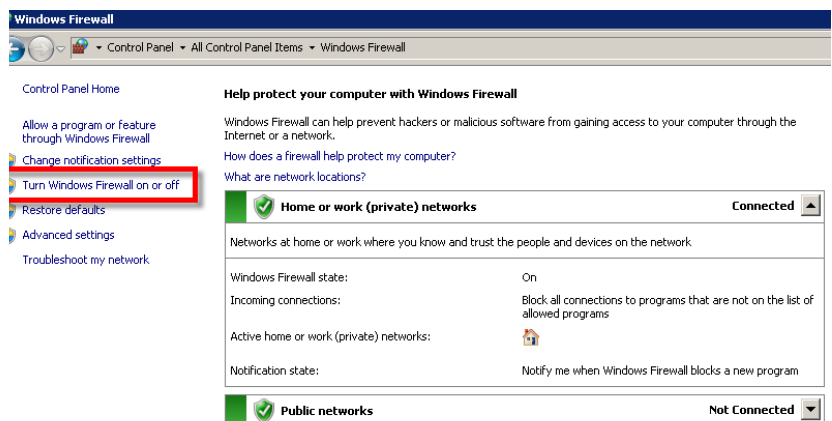 Windows Firewall
Control Panel
All Control Panel Items
Windows Firewall
Control Panel Home
Allow a program or feature
through Windows Firewall
Change notification settings
Turn Windows Firewall on or off
Restore defaults
Advanced settings
Troubleshoot my network
Help protect your computer with Windows Firewall
Windows Firewall can help prevent hackers or malicious software from gaining access to your computer through the
Internet or a network.
How does a firewall help protect my computer?
What are network locations?
Home or work (private) networks Connected
Networks at home or work where you know and trust the people and devices on the network
Windows Firewall state: On
Incoming connections: Block all connections to programs that are not on the list of
allowed programs
Active home or work (private) networks:
Notification state: Notify me when Windows Firewall blocks a new program
Public networks Not Connected